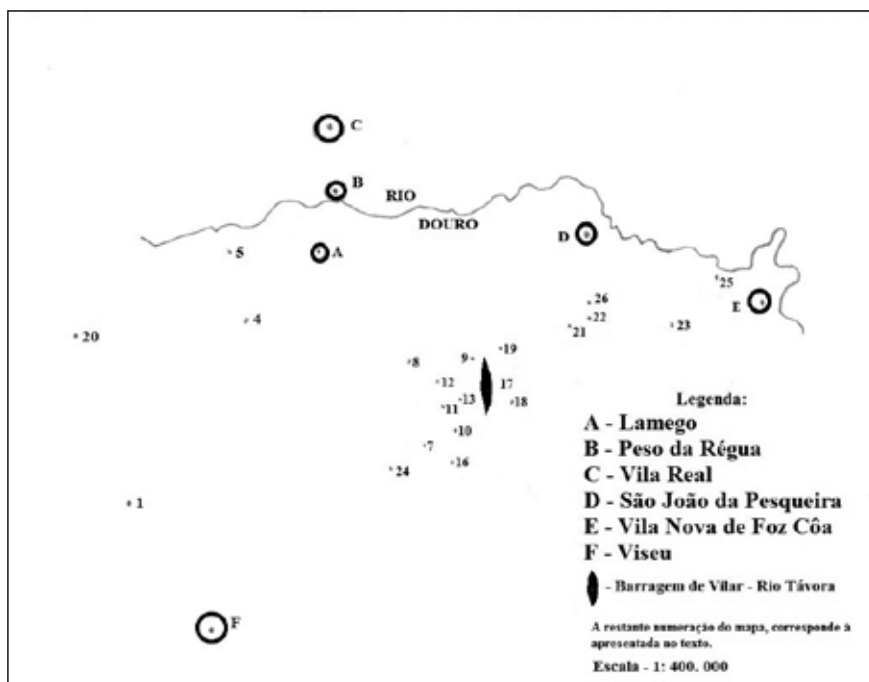 C
B
RIO
DOURO
A
5
D
25
E
26
22
21
23
4
20
19
9
8
12
17
13
18
11
10
7
16
24
1
F
Legenda:
A - Lamego
B - Peso da Régua
C - Vila Real
D - São João da Pesqueira
E - Vila Nova de Foz Côa
F - Viseu
- Barragem de Vilar - Rio Távora
A restante numeração do mapa, corresponde à
apresentada no texto.
Escala - 1: 400. 000